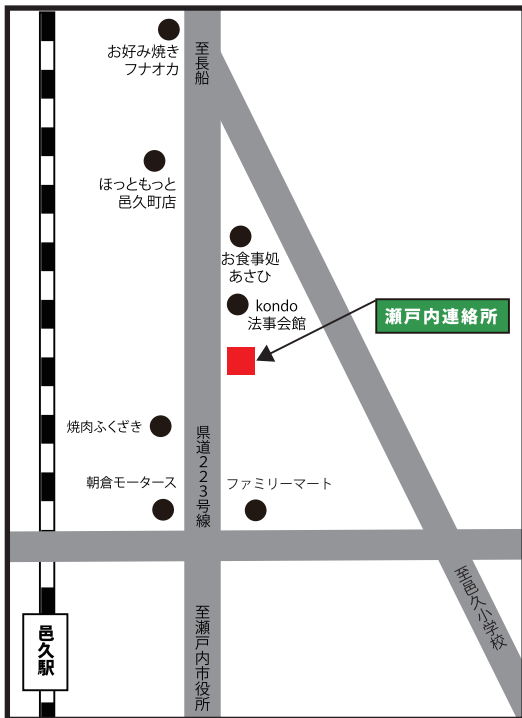 お好み焼き
フナオカ
至長船
ほっともっと
邑久町店
お食事処
あさひ
kondo
法事会館
瀬戸内連絡所
焼肉ふくざき
県道223号線
朝倉モータース
ファミリーマート
至邑久小学校
邑久駅
至瀬戸内市役所